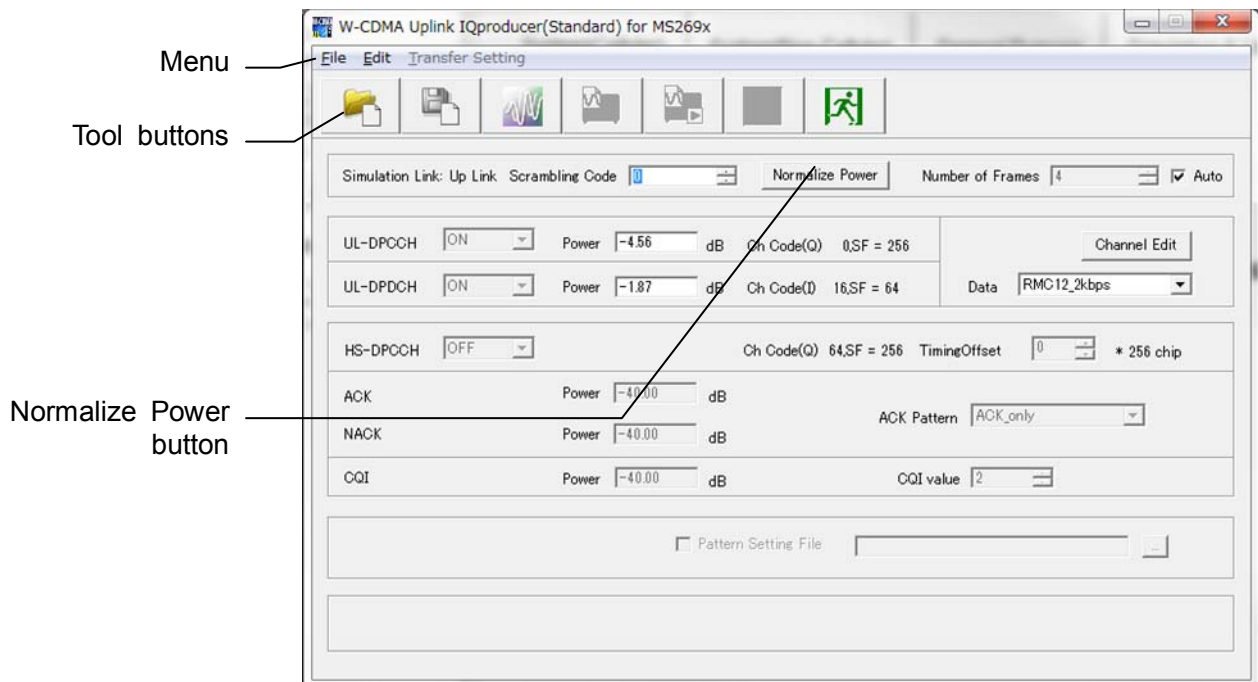 W-CDMA Uplink IQproducer(Standard) for MS269x
Menu
File Edit Transfer Setting
Tool buttons
Simulation Link: Up Link Scrambling Code 0 Normalize Power Number of Frames 4 Auto
UL-DPCCH ON Power -4.56 dB Ch Code(Q) 0,SF = 256 Channel Edit
UL-DPDCH ON Power -1.87 dB Ch Code(I) 16,SF = 64 Data RMC12_2kbps
HS-DPCCH OFF Ch Code(Q) 64,SF = 256 TimingOffset 0 * 256 chip
ACK Power -40.00 dB
ACK Pattern ACK_only
Normalize Power
button
NACK Power -40.00 dB
CQI Power -40.00 dB CQI value 2
Pattern Setting File ...